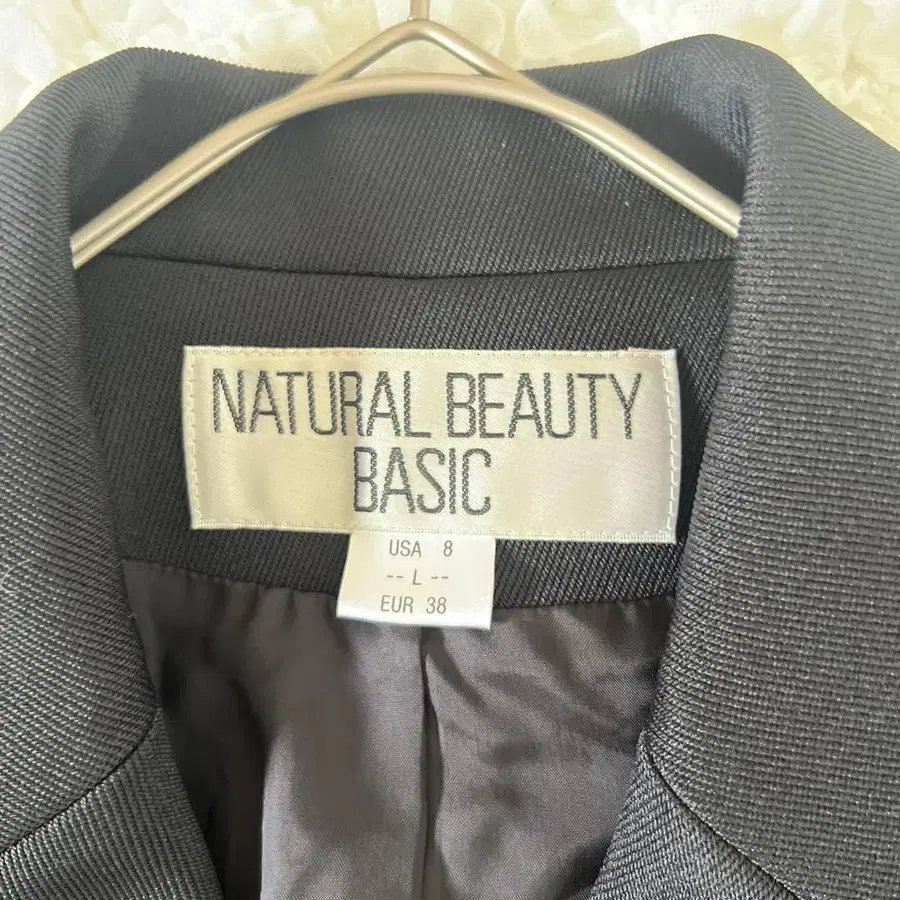 NATURAL BEAUTY
BASIC
USA 8
-- L --
EUR 38